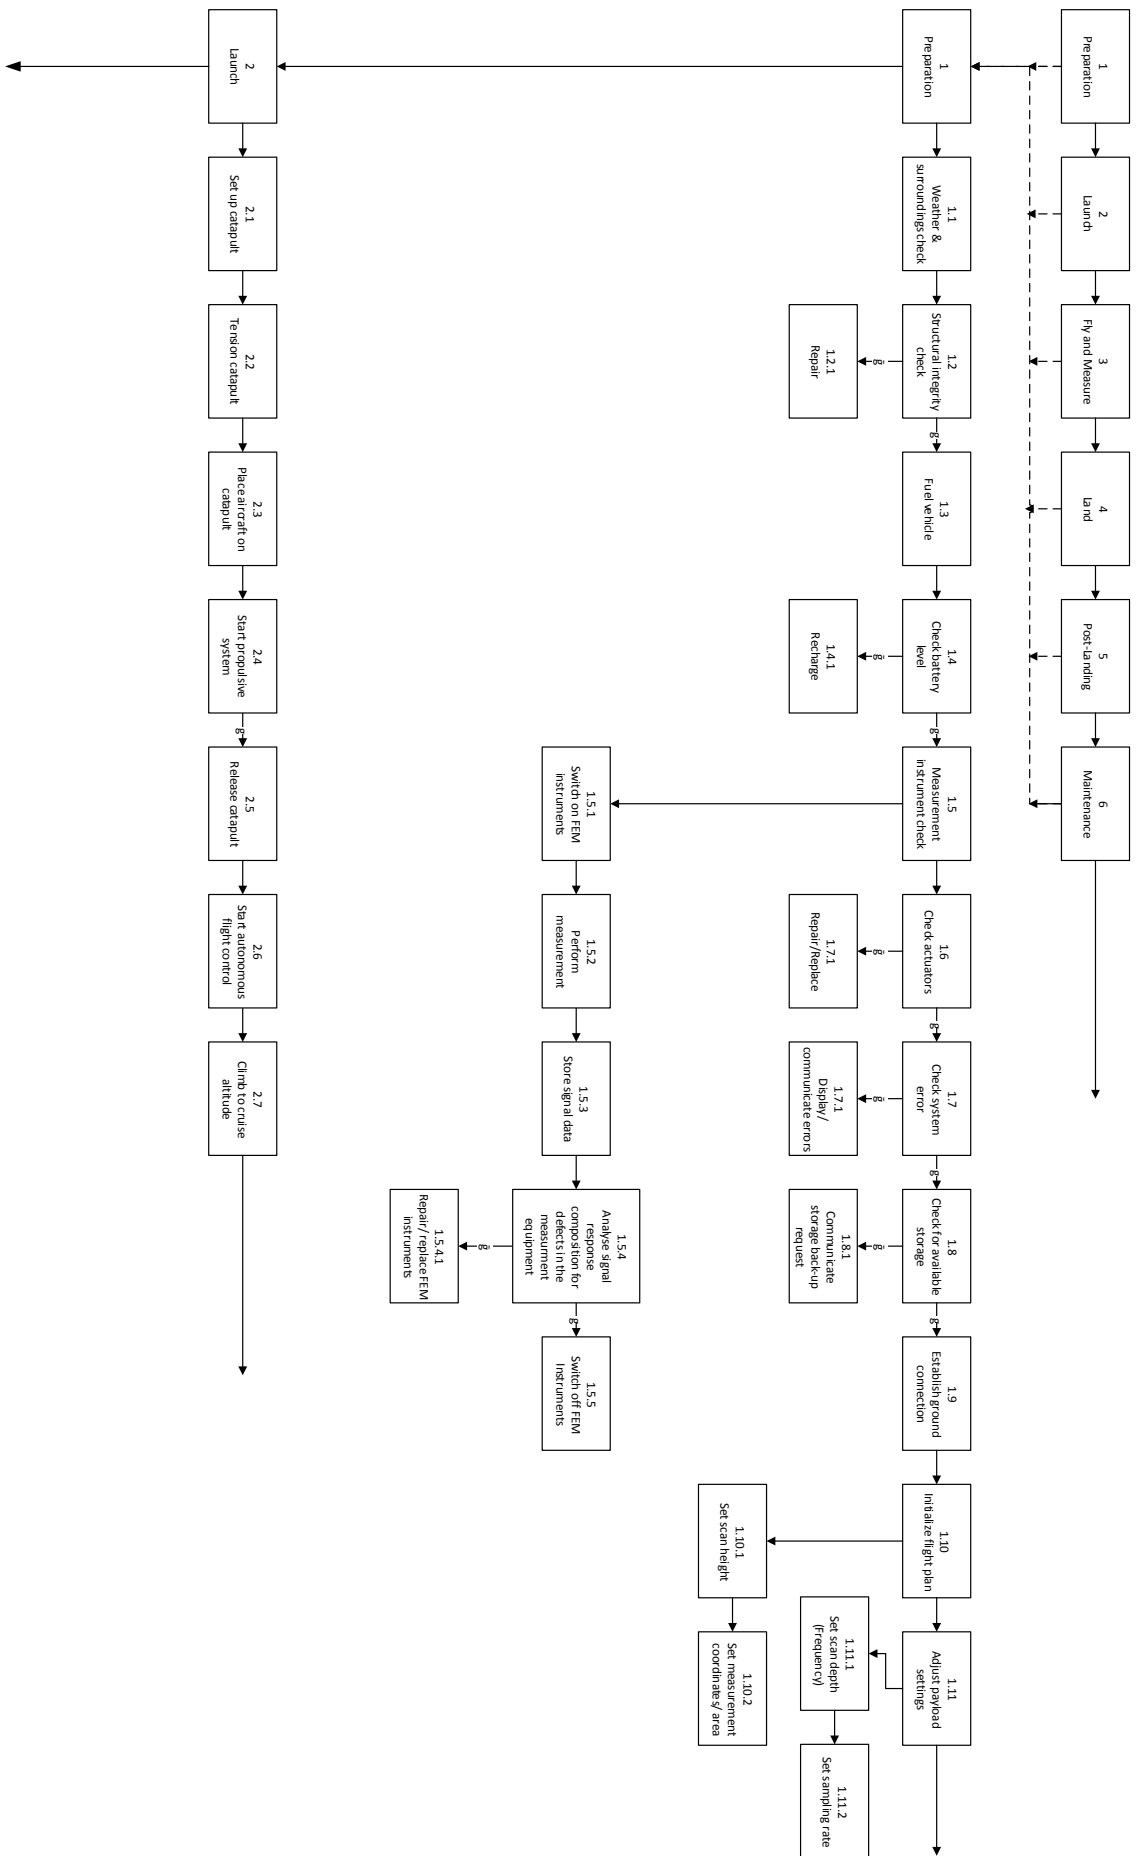 1
Preparation
2
Launch
3
Fly and Measure
4
Land
5
Post-Landing
6
Maintenance
1
Preparation
1.1
Weather &
surroundings check
1.2
Structural integrity
check
g
1.3
Fuel vehicle
1.4
Check battery
level
g
1.5
Measurement
instrument check
1.6
Check actuators
g
1.7
Check system
error
g
1.8
Check for available
storage
g
1.9
Establish ground
connection
1.10
Initialize flight plan
1.11
Adjust payload
settings
g̅
1.2.1
Repair
g̅
1.4.1
Recharge
g̅
1.7.1
Repair/Replace
g̅
1.7.1
Display/
communicate errors
g̅
1.8.1
Communicate
storage back-up
request
1.11.1
Set scan depth
(Frequency)
1.11.2
Set sampling rate
1.10.1
Set scan height
1.10.2
Set measurement
coordinates/ area
1.5.1
Switch on FEM
instruments
1.5.2
Perform
measurement
1.5.3
Store signal data
1.5.4
Analyse signal
response
composition for
defects in the
measurment
equipment
g
1.5.5
Switch off FEM
Instruments
g̅
1.5.4.1
Repair/ replace FEM
instruments
2
Launch
2.1
Set up catapult
2.2
Tension catapult
2.3
Place aircraft on
catapult
2.4
Start propulsive
system
g
2.5
Release catapult
2.6
Start autonomous
flight control
2.7
Climb to cruise
altitude